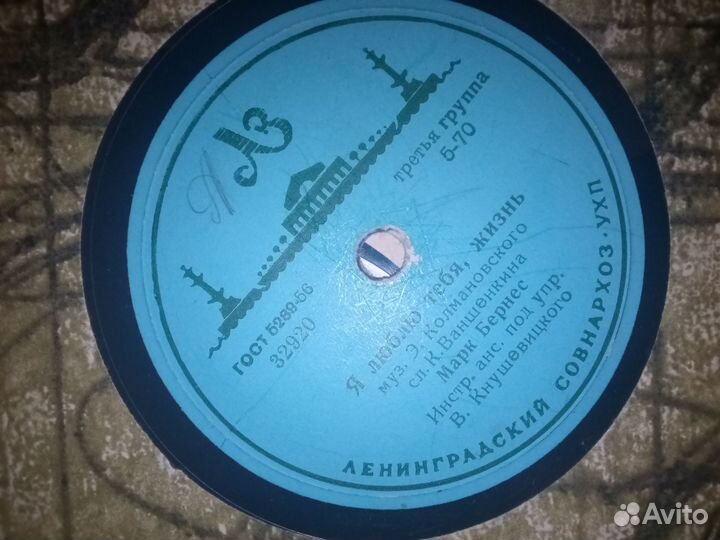 ЛЗ
третья группа
5-70
ГОСТ 5289-56
32920
Я люблю тебя, жизнь
муз. Э. Колмановского
сл. К. Ваншенкина
Марк Бернес
Инстр. анс. под упр.
В. Кнушевицкого
ЛЕНИНГРАДСКИЙ СОВНАРХОЗ · УХП
Avito